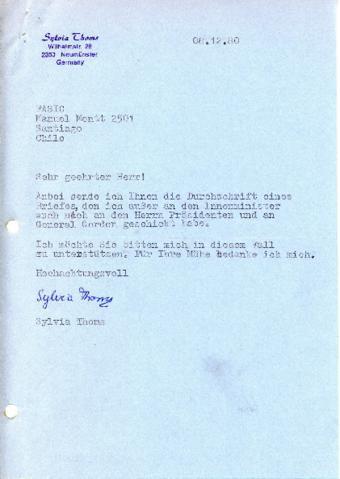 Sylvia Thoms
Wilhelmstr. 28
2353 Neumünster
Germany
08.12.80
FASIC
Manuel Montt 2501
Santiago
Chile
Sehr geehrter Herr!
Anbei sende ich Ihnen die Durchschrift eines
Briefes, den ich außer an den Innenminister
auch nach an den Herrn Präsidenten und an
General Gordon geschickt habe.
Ich möchte Sie bitten mich in diesem Fall
zu unterstützen. Für Ihre Mühe bedanke ich mich.
Hochachtungsvoll
Sylvia Thoms
Sylvia Thoms